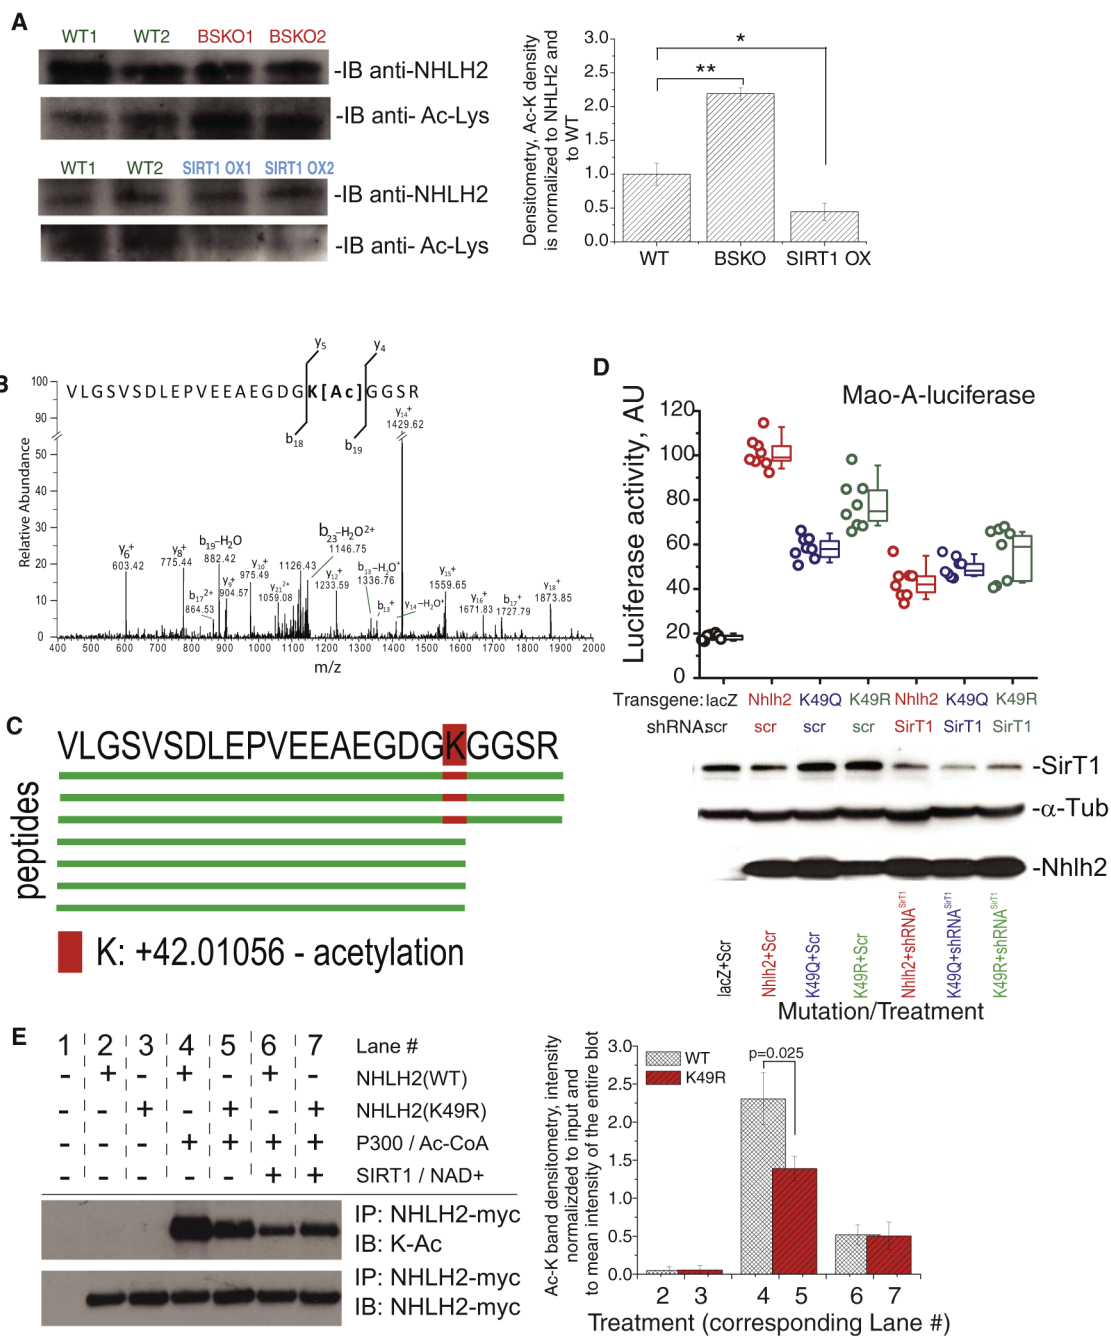 A
WT1 WT2 BSKO1 BSKO2
-IB anti-NHLH2
-IB anti- Ac-Lys
WT1 WT2 SIRT1 OX1 SIRT1 OX2
-IB anti-NHLH2
-IB anti- Ac-Lys
Densitometry, Ac-K density
is normalized to NHLH2 and
to WT
3.0
2.5
2.0
1.5
1.0
0.5
0.0
*
**
WT BSKO SIRT1 OX
B
y5 y4
VLGSVSDLEPVEEAEGDGK[Ac]GGSR
b18 b19
Relative Abundance
100
90
50
40
30
20
10
0
y14+
1429.62
y6+
603.42
y8+
775.44
b17 2+
864.53
b19–H2O
882.42
y9+
904.57
y10+
975.49
y21 2+
1059.08
1126.43
b23–H2O2+
1146.75
y12+
1233.59
b13–H2O+
1336.76
b13+
y14–H2O+
y15+
1559.65
y16+
1671.83
b17+
1727.79
y18+
1873.85
400 500 600 700 800 900 1000 1100 1200 1300 1400 1500 1600 1700 1800 1900 2000
m/z
C
VLGSVSDLEPVEEAEGDGKGGSR
peptides
K: +42.01056 - acetylation
D
Mao-A-luciferase
Luciferase activity, AU
120
100
80
60
40
20
0
Transgene: lacZ Nhlh2 K49Q K49R Nhlh2 K49Q K49R
shRNA: scr scr scr scr SirT1 SirT1 SirT1
-SirT1
-α-Tub
-Nhlh2
lacZ+Scr
Nhlh2+Scr
K49Q+Scr
K49R+Scr
Nhlh2+shRNA SirT1
K49Q+shRNA SirT1
K49R+shRNA SirT1
Mutation/Treatment
E
1 2 3 4 5 6 7 Lane #
- + - + - + - NHLH2(WT)
- - + - + - + NHLH2(K49R)
- - - + + + + P300 / Ac-CoA
- - - - - + + SIRT1 / NAD+
IP: NHLH2-myc
IB: K-Ac
IP: NHLH2-myc
IB: NHLH2-myc
Ac-K band densitometry, intensity
normalizded to input and
to mean intensity of the entire blot
3.0
2.5
2.0
1.5
1.0
0.5
0.0
WT
K49R
p=0.025
2 3 4 5 6 7
Treatment (corresponding Lane #)